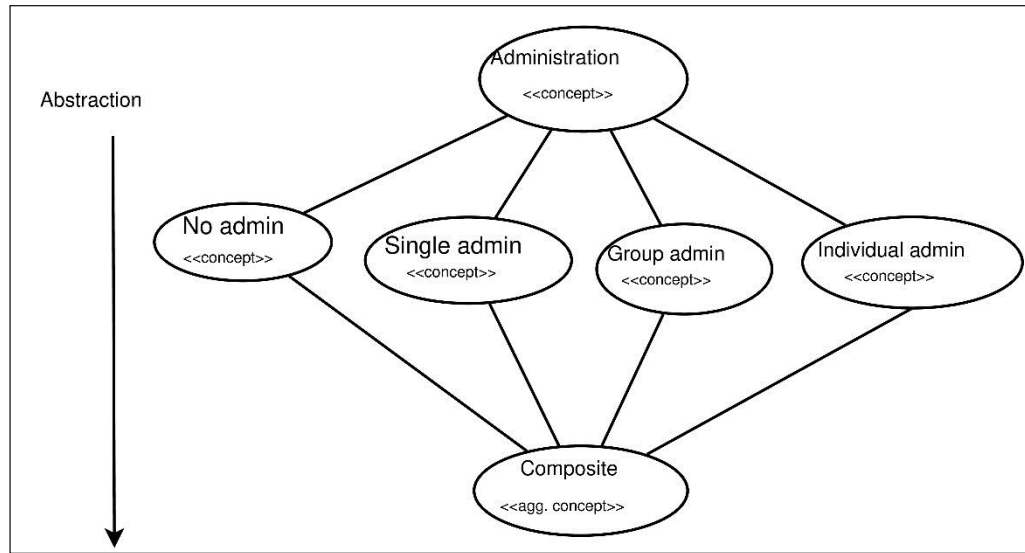 Administration
<<concept>>
Abstraction
No admin
<<concept>>
Single admin
<<concept>>
Group admin
<<concept>>
Individual admin
<<concept>>
Composite
<<agg. concept>>